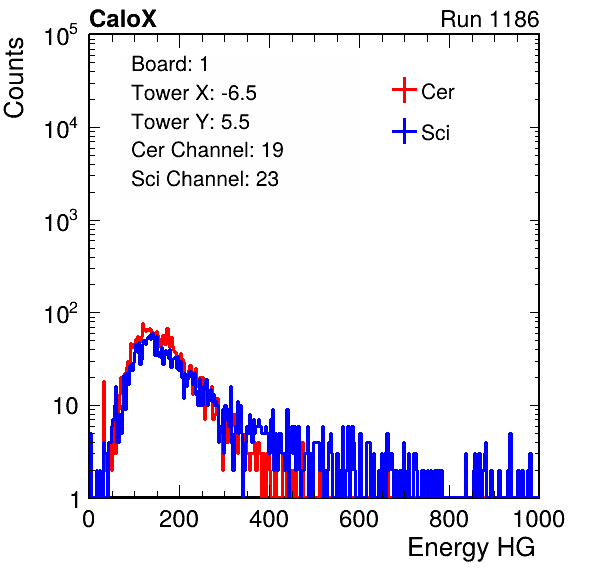 CaloX Run 1186
Counts
Board: 1
Tower X: -6.5
Tower Y: 5.5
Cer Channel: 19
Sci Channel: 23
Cer
Sci
10^5
10^4
10^3
10^2
10
1
0 200 400 600 800 1000
Energy HG